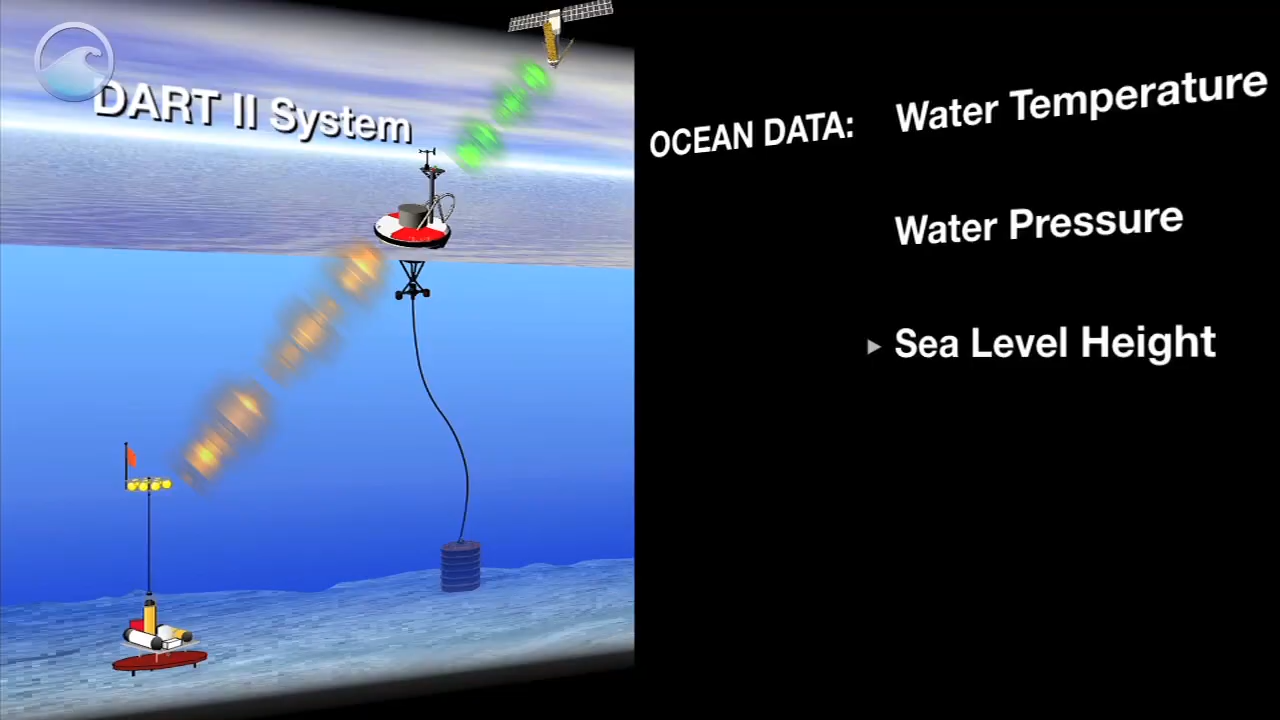 DART II System
OCEAN DATA: Water Temperature
Water Pressure
Sea Level Height